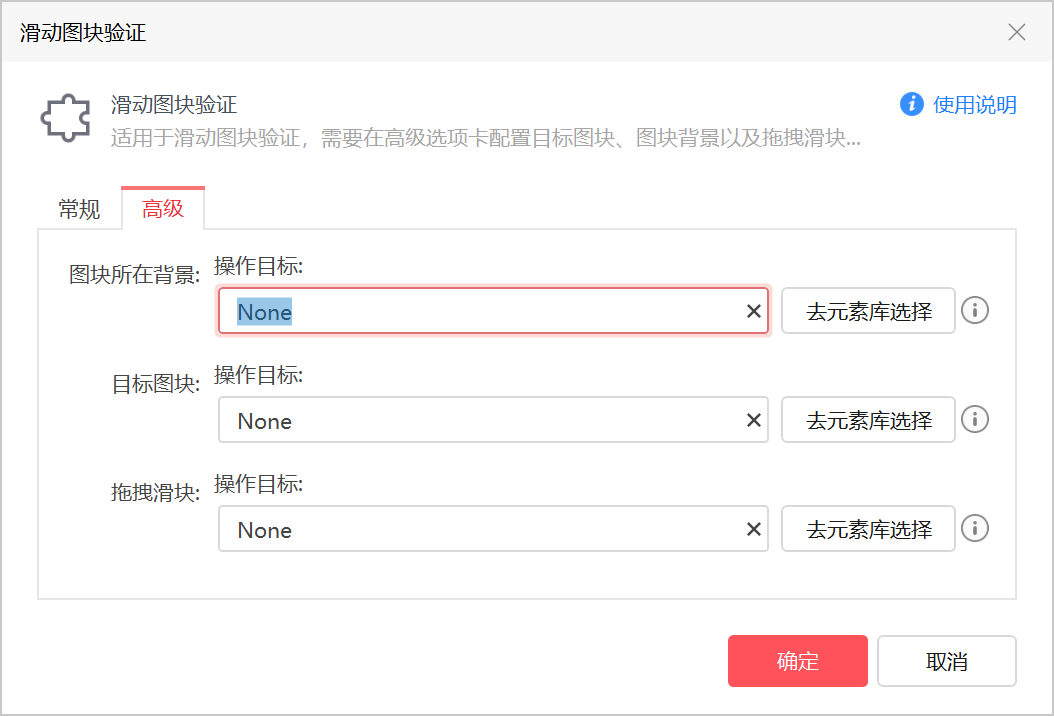 滑动图块验证
滑动图块验证
使用说明
适用于滑动图块验证，需要在高级选项卡配置目标图块、图块背景以及拖拽滑块...
常规
高级
图块所在背景:
操作目标:
None
去元素库选择
目标图块:
操作目标:
None
去元素库选择
拖拽滑块:
操作目标:
None
去元素库选择
确定
取消